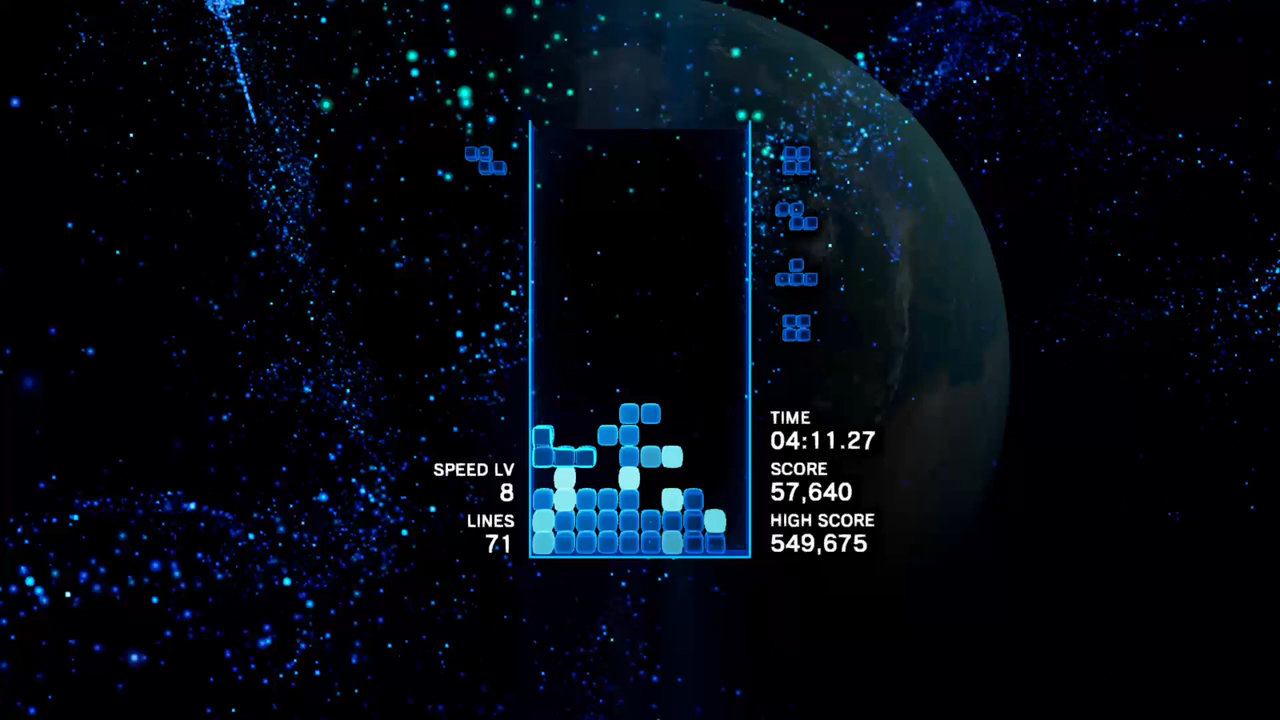 SPEED LV
8
LINES
71
TIME
04:11.27
SCORE
57,640
HIGH SCORE
549,675